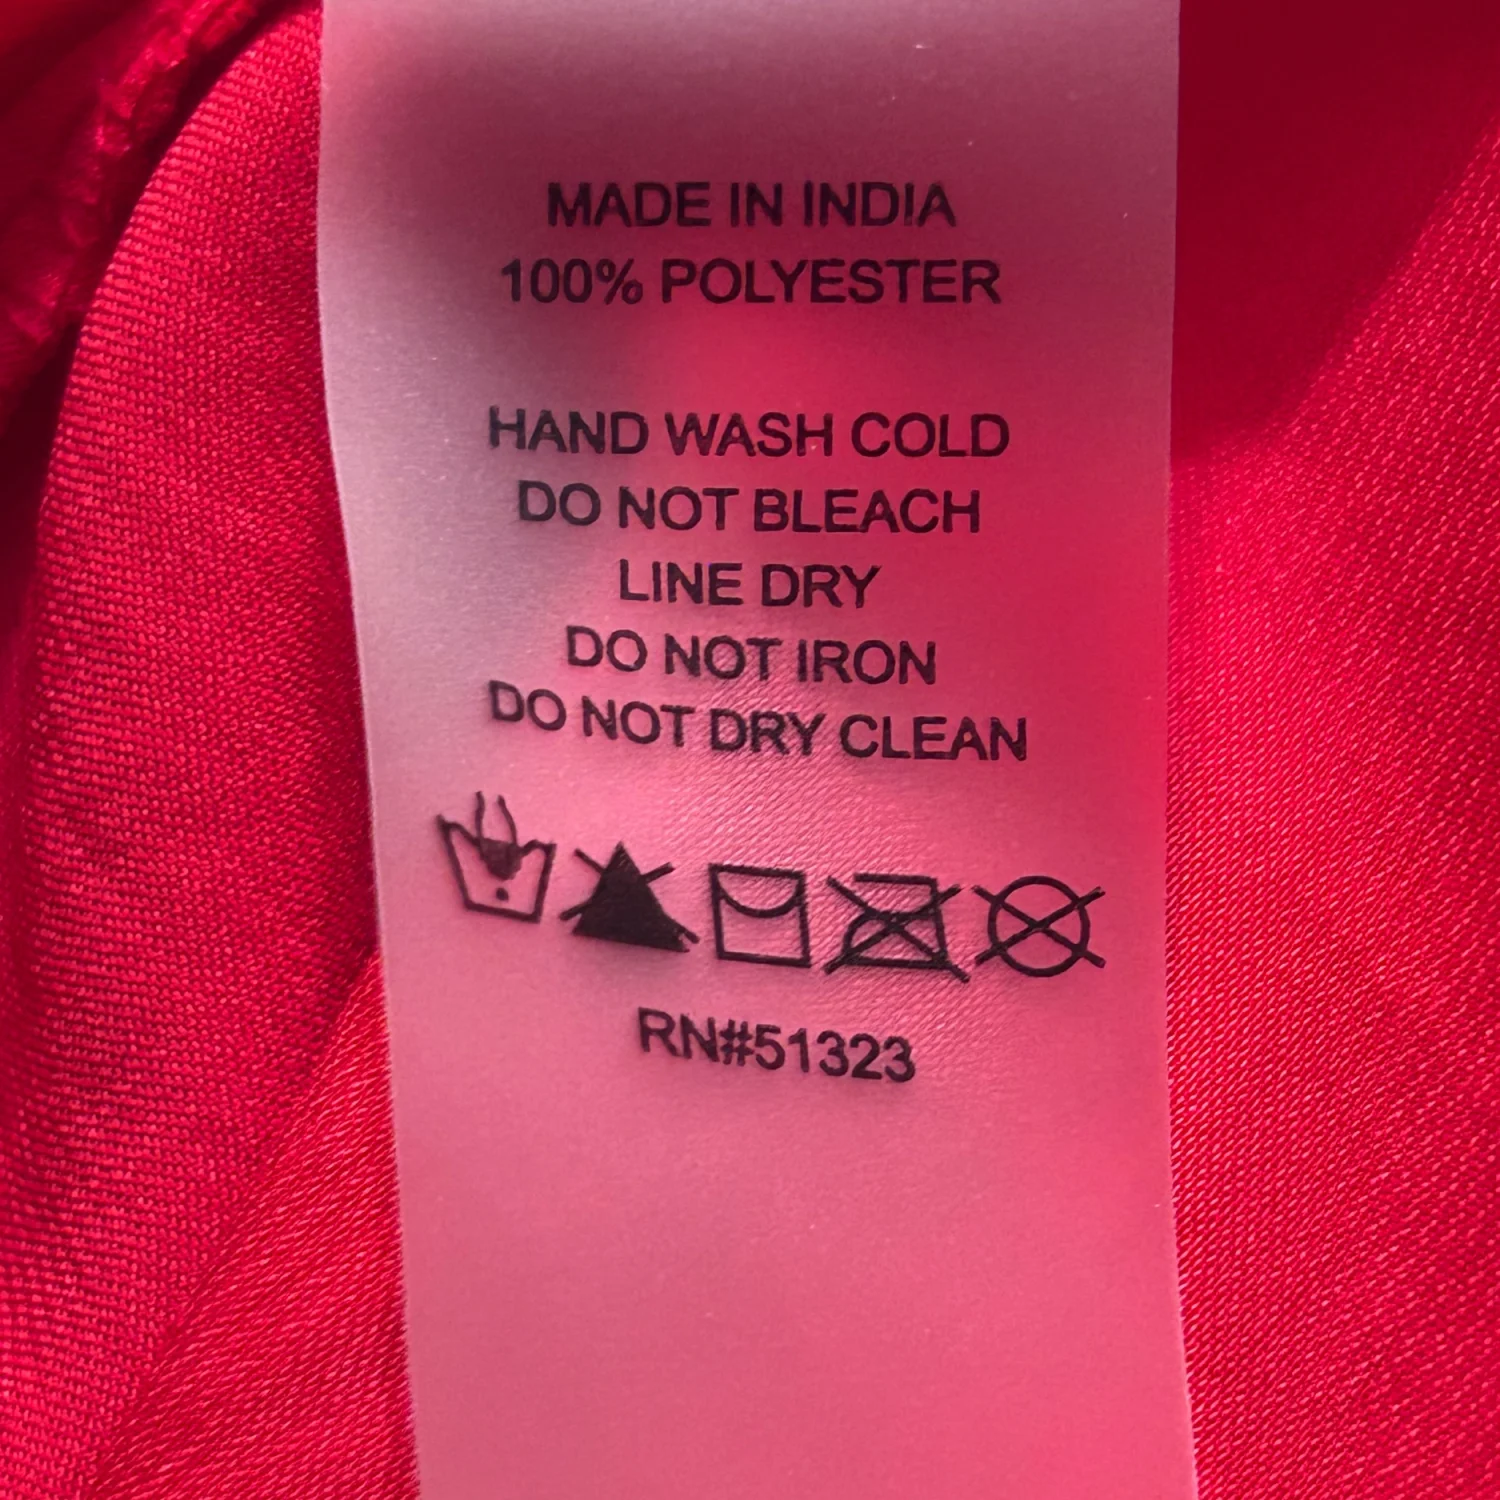 MADE IN INDIA
100% POLYESTER
HAND WASH COLD
DO NOT BLEACH
LINE DRY
DO NOT IRON
DO NOT DRY CLEAN
RN#51323